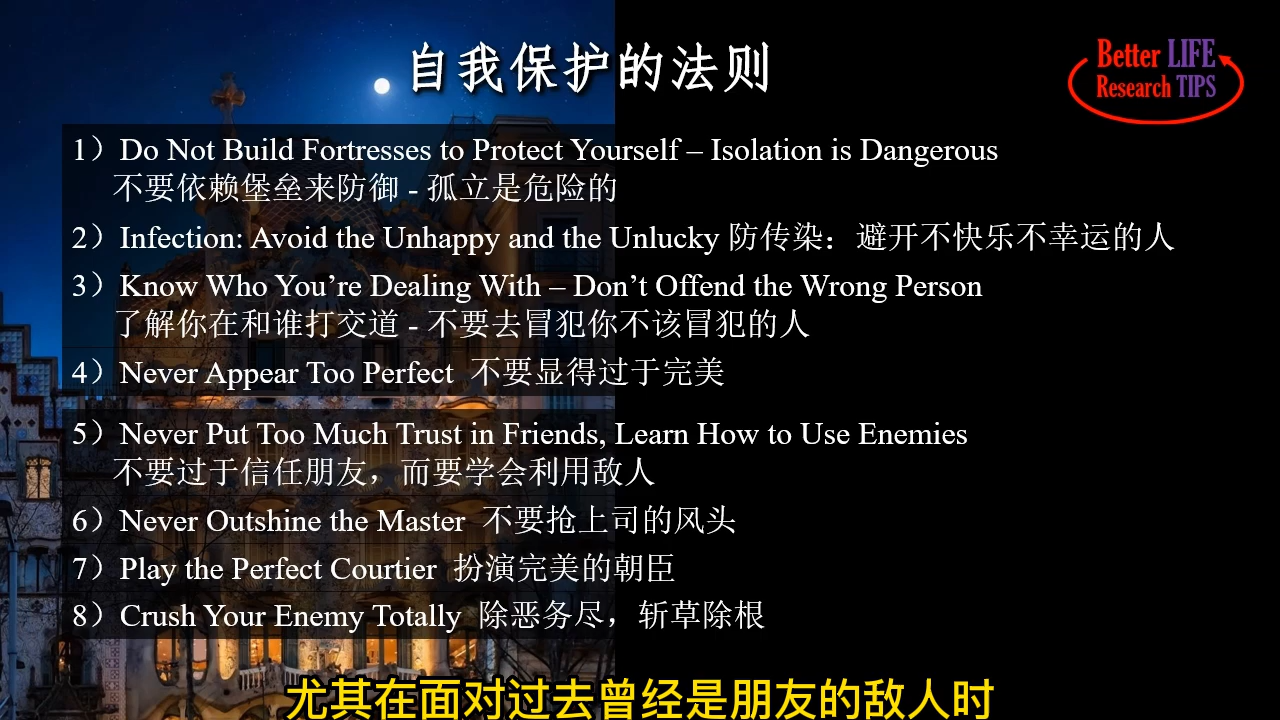 自我保护的法则
Better LIFE
Research TIPS
1）Do Not Build Fortresses to Protect Yourself – Isolation is Dangerous
不要依赖堡垒来防御 - 孤立是危险的
2）Infection: Avoid the Unhappy and the Unlucky 防传染：避开不快乐不幸运的人
3）Know Who You’re Dealing With – Don’t Offend the Wrong Person
了解你在和谁打交道 - 不要去冒犯你不该冒犯的人
4）Never Appear Too Perfect 不要显得过于完美
5）Never Put Too Much Trust in Friends, Learn How to Use Enemies
不要过于信任朋友，而要学会利用敌人
6）Never Outshine the Master 不要抢上司的风头
7）Play the Perfect Courtier 扮演完美的朝臣
8）Crush Your Enemy Totally 除恶务尽，斩草除根
尤其在面对过去曾经是朋友的敌人时